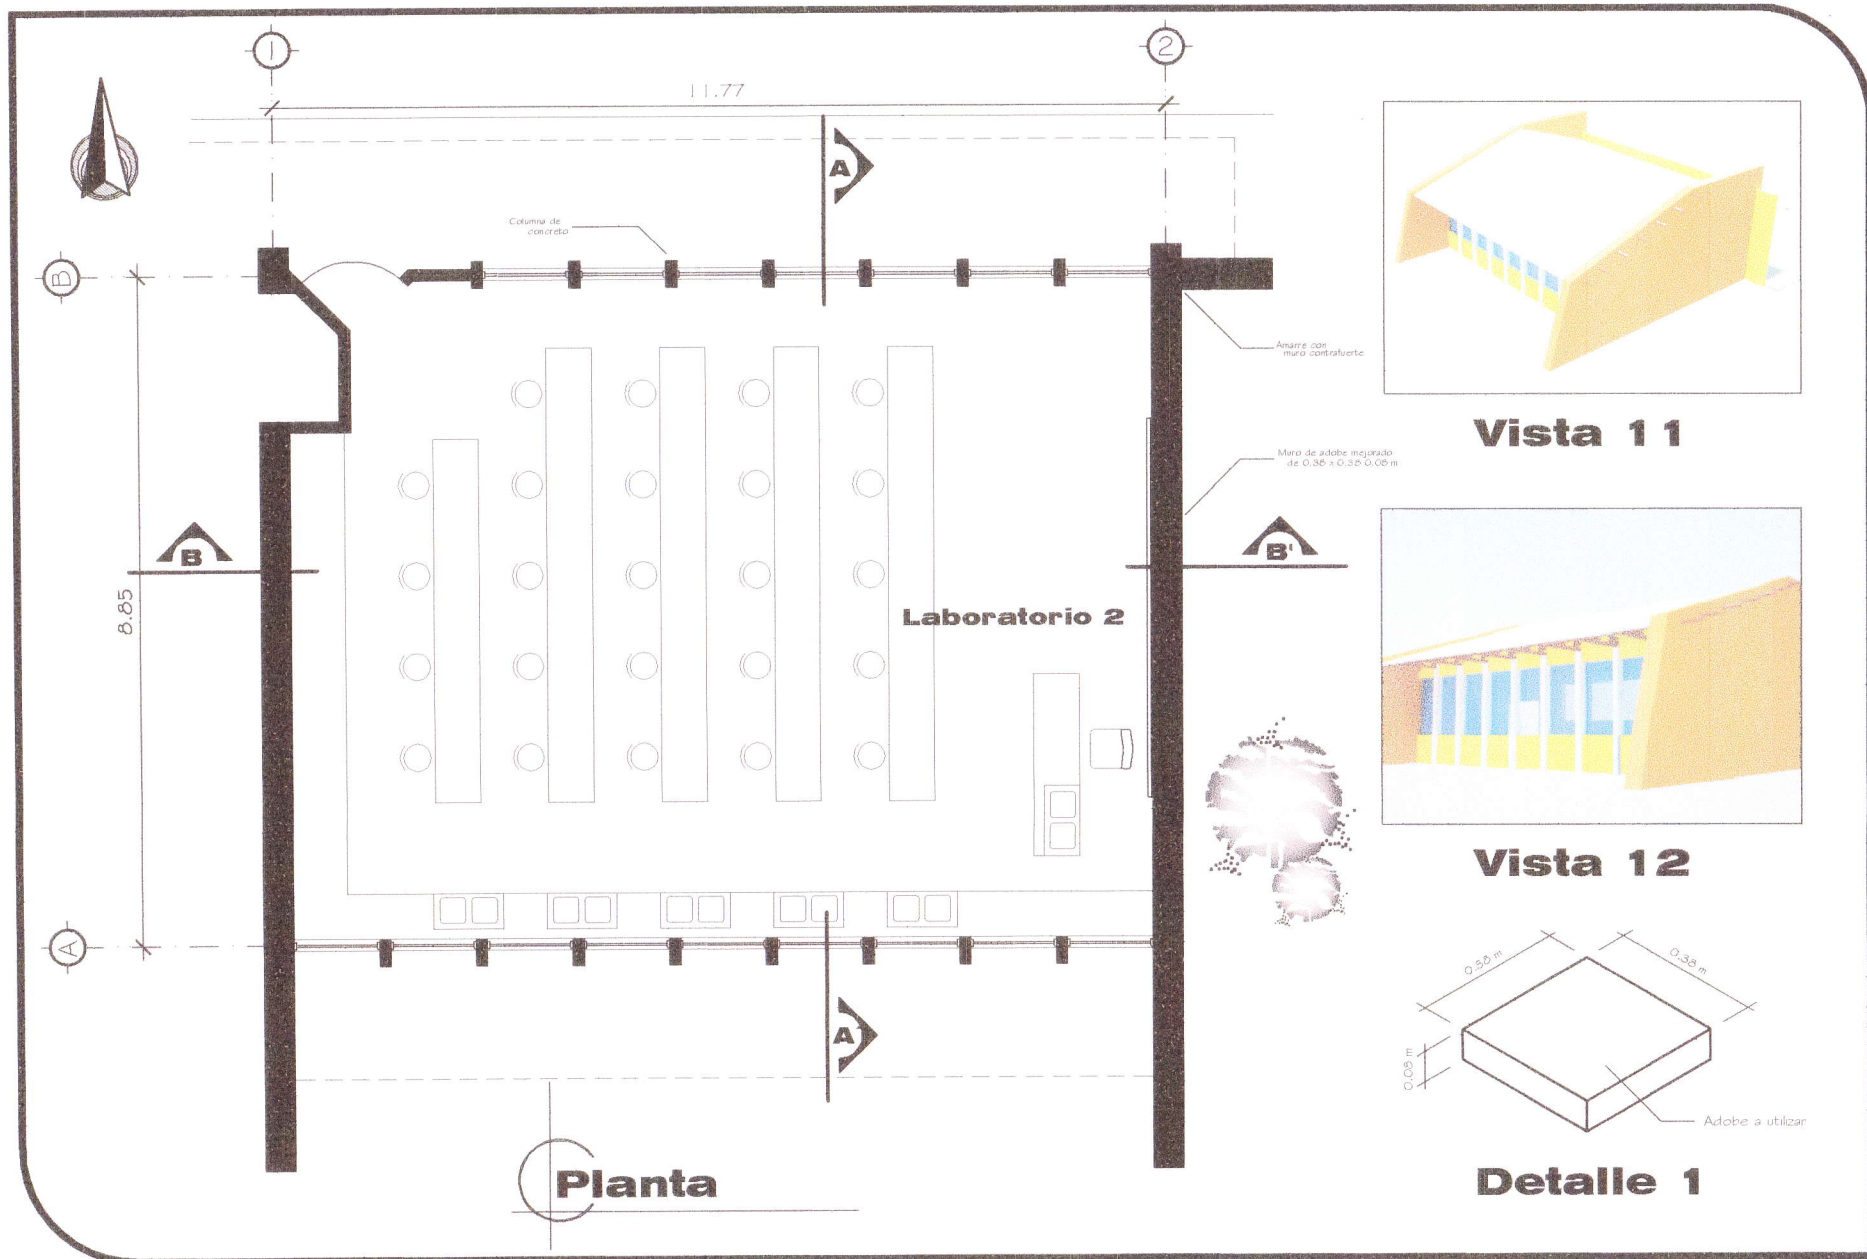 1
2
11.77
A
Columna de
concreto
B
Amarre con
muro contrafuerte
Vista 11
Muro de adobe mejorado
de 0.38 x 0.38 0.08 m
B
B'
8.85
Laboratorio 2
Vista 12
A
A'
0.38 m
0.38 m
0.08 m
Adobe a utilizar
Planta
Detalle 1